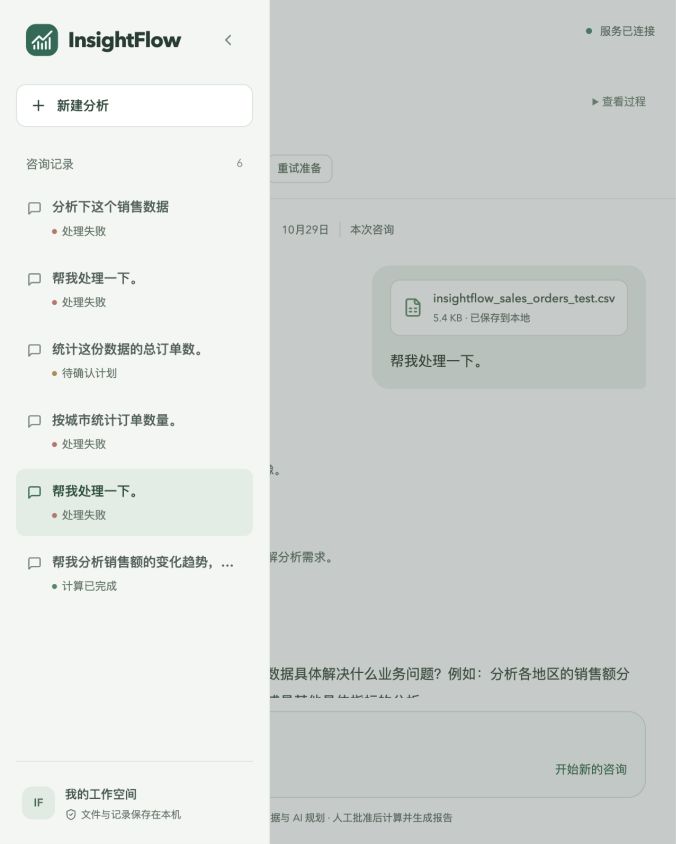 InsightFlow
新建分析
咨询记录 6
分析下这个销售数据
处理失败
帮我处理一下。
处理失败
统计这份数据的总订单数。
待确认计划
按城市统计订单数量。
处理失败
帮我处理一下。
处理失败
帮我分析销售额的变化趋势，...
计算已完成
IF
我的工作空间
文件与记录保存在本机
服务已连接
查看过程
重试准备
10月29日 本次咨询
insightflow_sales_orders_test.csv
5.4 KB · 已保存到本地
帮我处理一下。
解分析需求。
数据具体解决什么业务问题？例如：分析各地区的销售额分
开始新的咨询
据与 AI 规划 · 人工批准后计算并生成报告